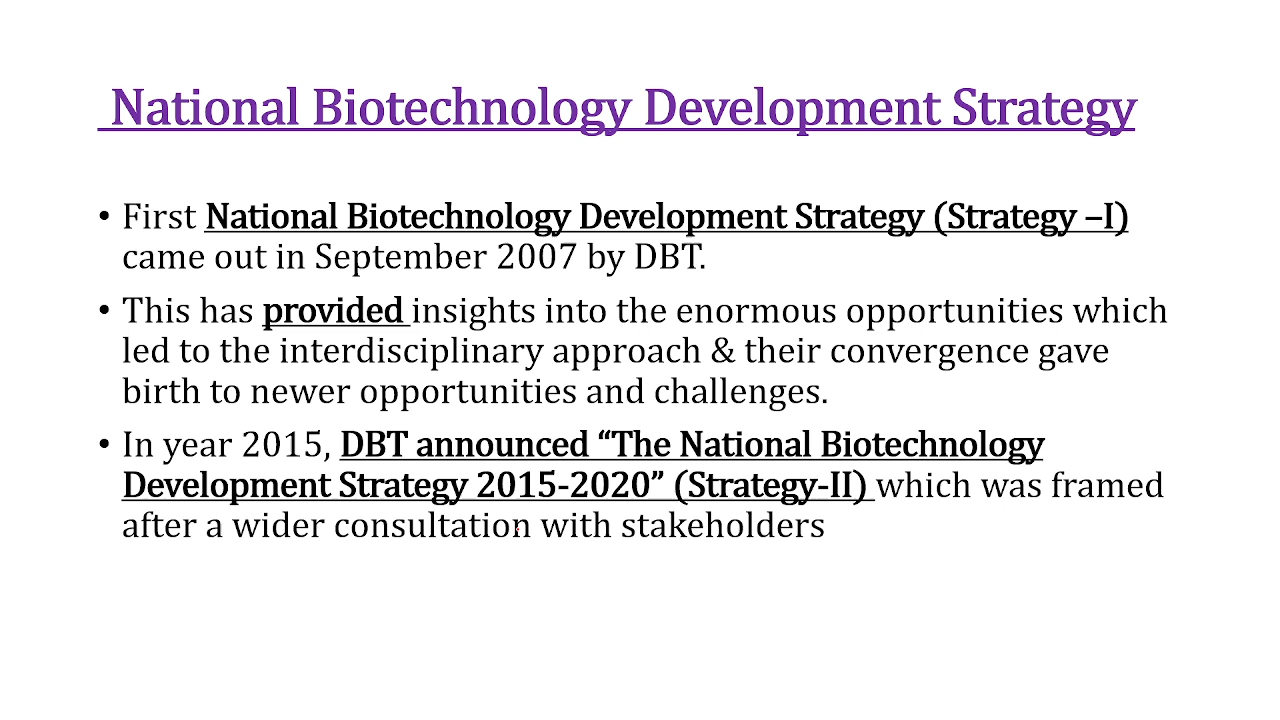 National Biotechnology Development Strategy
• First National Biotechnology Development Strategy (Strategy –I)
came out in September 2007 by DBT.
• This has provided insights into the enormous opportunities which
led to the interdisciplinary approach & their convergence gave
birth to newer opportunities and challenges.
• In year 2015, DBT announced “The National Biotechnology
Development Strategy 2015-2020” (Strategy-II) which was framed
after a wider consultation with stakeholders